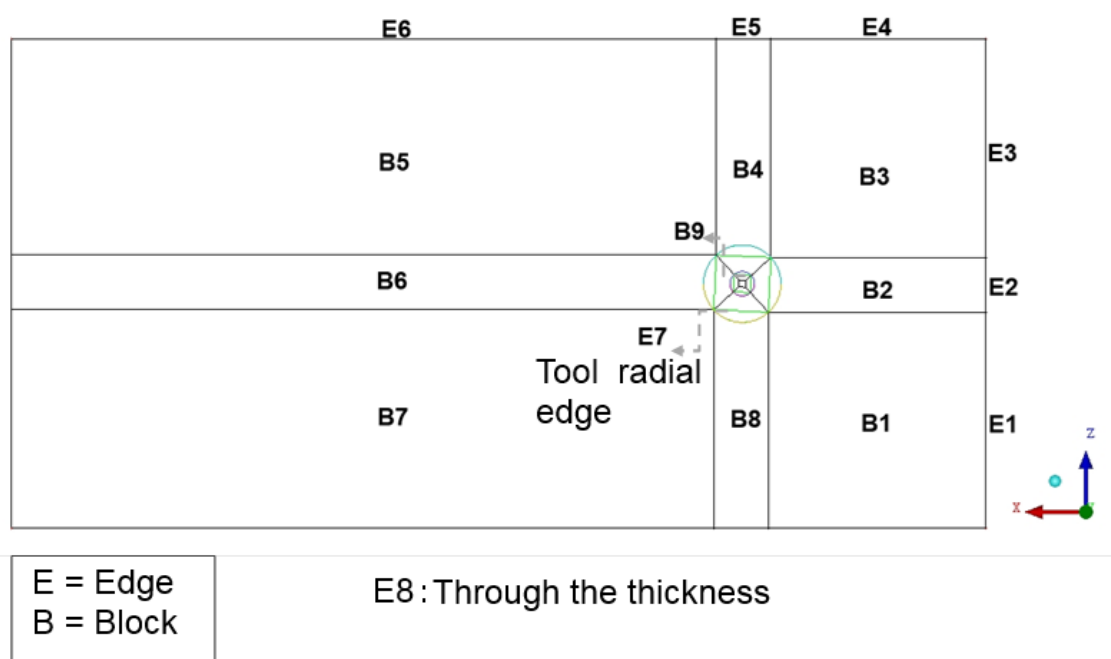 E6
E5
E4
B5
B4
B3
E3
B9
B6
B2
E2
E7
Tool radial
edge
B7
B8
B1
E1
z
x
E = Edge
B = Block
E8 : Through the thickness